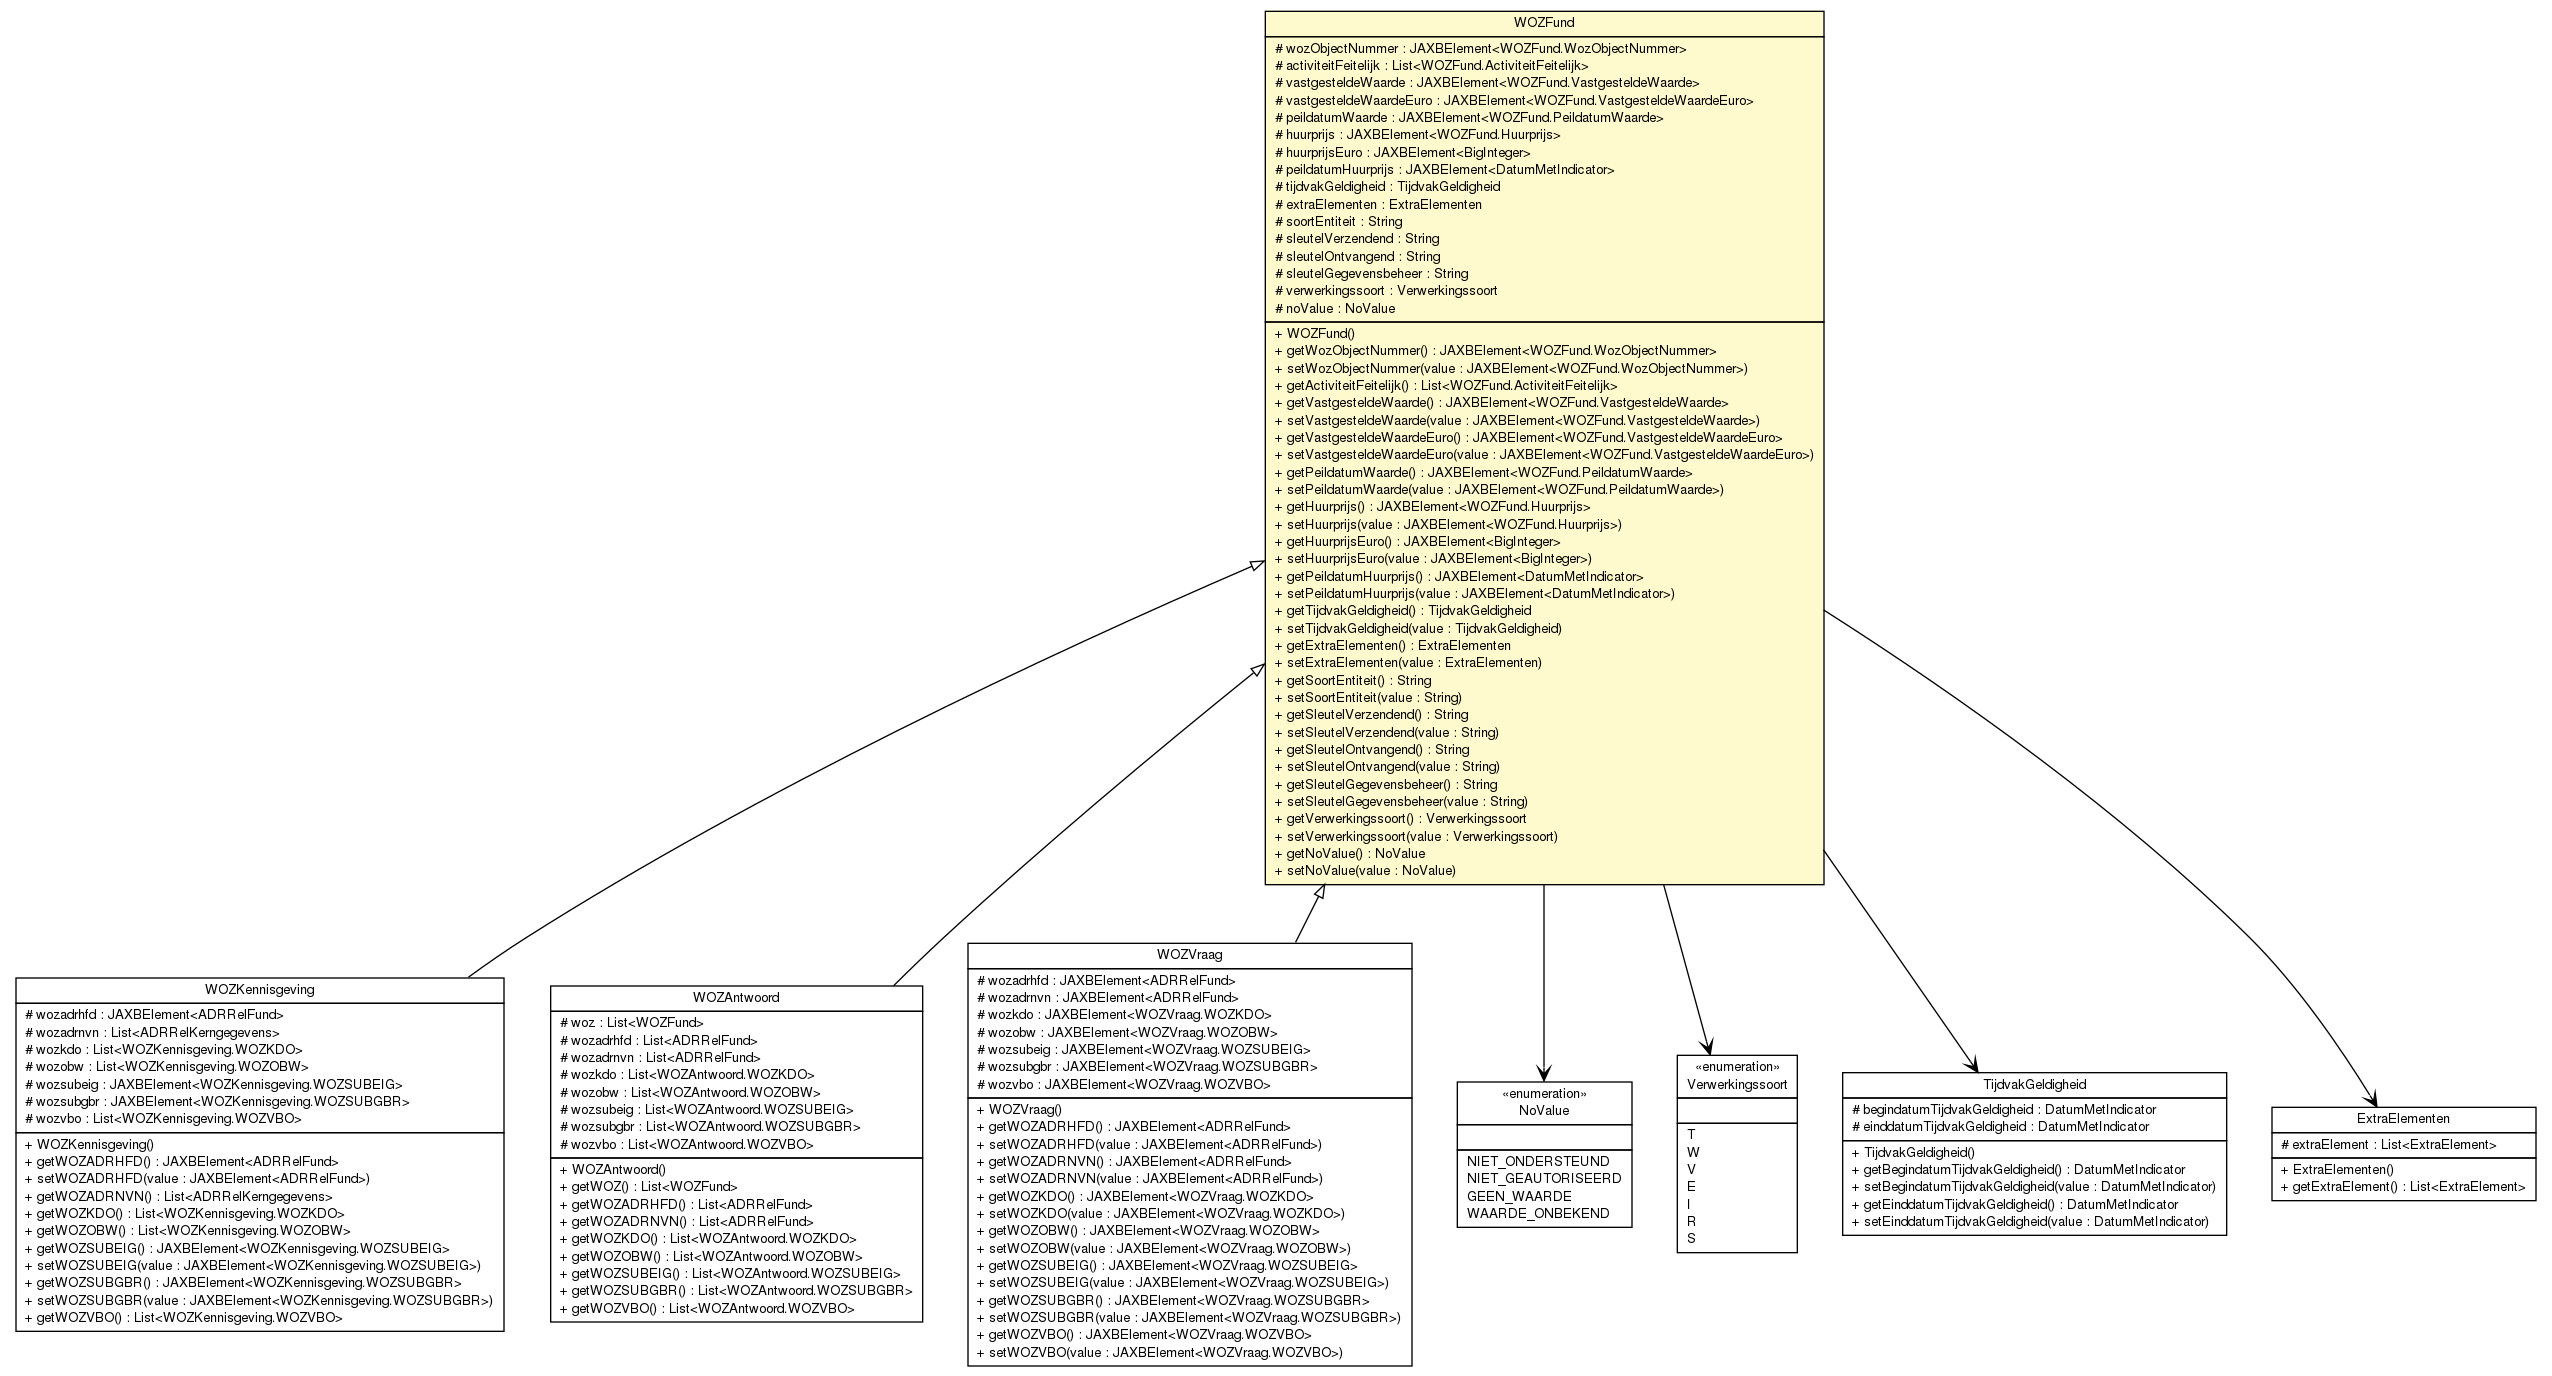 WOZFund
# wozObjectNummer : JAXBElement<WOZFund.WozObjectNummer>
# activiteitFeitelijk : List<WOZFund.ActiviteitFeitelijk>
# vastgesteldeWaarde : JAXBElement<WOZFund.VastgesteldeWaarde>
# vastgesteldeWaardeEuro : JAXBElement<WOZFund.VastgesteldeWaardeEuro>
# peildatumWaarde : JAXBElement<WOZFund.PeildatumWaarde>
# huurprijs : JAXBElement<WOZFund.Huurprijs>
# huurprijsEuro : JAXBElement<BigInteger>
# peildatumHuurprijs : JAXBElement<DatumMetIndicator>
# tijdvakGeldigheid : TijdvakGeldigheid
# extraElementen : ExtraElementen
# soortEntiteit : String
# sleutelVerzendend : String
# sleutelOntvangend : String
# sleutelGegevensbeheer : String
# verwerkingssoort : Verwerkingssoort
# noValue : NoValue
+ WOZFund()
+ getWozObjectNummer() : JAXBElement<WOZFund.WozObjectNummer>
+ setWozObjectNummer(value : JAXBElement<WOZFund.WozObjectNummer>)
+ getActiviteitFeitelijk() : List<WOZFund.ActiviteitFeitelijk>
+ getVastgesteldeWaarde() : JAXBElement<WOZFund.VastgesteldeWaarde>
+ setVastgesteldeWaarde(value : JAXBElement<WOZFund.VastgesteldeWaarde>)
+ getVastgesteldeWaardeEuro() : JAXBElement<WOZFund.VastgesteldeWaardeEuro>
+ setVastgesteldeWaardeEuro(value : JAXBElement<WOZFund.VastgesteldeWaardeEuro>)
+ getPeildatumWaarde() : JAXBElement<WOZFund.PeildatumWaarde>
+ setPeildatumWaarde(value : JAXBElement<WOZFund.PeildatumWaarde>)
+ getHuurprijs() : JAXBElement<WOZFund.Huurprijs>
+ setHuurprijs(value : JAXBElement<WOZFund.Huurprijs>)
+ getHuurprijsEuro() : JAXBElement<BigInteger>
+ setHuurprijsEuro(value : JAXBElement<BigInteger>)
+ getPeildatumHuurprijs() : JAXBElement<DatumMetIndicator>
+ setPeildatumHuurprijs(value : JAXBElement<DatumMetIndicator>)
+ getTijdvakGeldigheid() : TijdvakGeldigheid
+ setTijdvakGeldigheid(value : TijdvakGeldigheid)
+ getExtraElementen() : ExtraElementen
+ setExtraElementen(value : ExtraElementen)
+ getSoortEntiteit() : String
+ setSoortEntiteit(value : String)
+ getSleutelVerzendend() : String
+ setSleutelVerzendend(value : String)
+ getSleutelOntvangend() : String
+ setSleutelOntvangend(value : String)
+ getSleutelGegevensbeheer() : String
+ setSleutelGegevensbeheer(value : String)
+ getVerwerkingssoort() : Verwerkingssoort
+ setVerwerkingssoort(value : Verwerkingssoort)
+ getNoValue() : NoValue
+ setNoValue(value : NoValue)
WOZKennisgeving
# wozadrhfd : JAXBElement<ADRRelFund>
# wozadrnvn : List<ADRRelKerngegevens>
# wozkdo : List<WOZKennisgeving.WOZKDO>
# wozobw : List<WOZKennisgeving.WOZOBW>
# wozsubeig : JAXBElement<WOZKennisgeving.WOZSUBEIG>
# wozsubgbr : JAXBElement<WOZKennisgeving.WOZSUBGBR>
# wozvbo : List<WOZKennisgeving.WOZVBO>
+ WOZKennisgeving()
+ getWOZADRHFD() : JAXBElement<ADRRelFund>
+ setWOZADRHFD(value : JAXBElement<ADRRelFund>)
+ getWOZADRNVN() : List<ADRRelKerngegevens>
+ getWOZKDO() : List<WOZKennisgeving.WOZKDO>
+ getWOZOBW() : List<WOZKennisgeving.WOZOBW>
+ getWOZSUBEIG() : JAXBElement<WOZKennisgeving.WOZSUBEIG>
+ setWOZSUBEIG(value : JAXBElement<WOZKennisgeving.WOZSUBEIG>)
+ getWOZSUBGBR() : JAXBElement<WOZKennisgeving.WOZSUBGBR>
+ setWOZSUBGBR(value : JAXBElement<WOZKennisgeving.WOZSUBGBR>)
+ getWOZVBO() : List<WOZKennisgeving.WOZVBO>
WOZAntwoord
# woz : List<WOZFund>
# wozadrhfd : List<ADRRelFund>
# wozadrnvn : List<ADRRelFund>
# wozkdo : List<WOZAntwoord.WOZKDO>
# wozobw : List<WOZAntwoord.WOZOBW>
# wozsubeig : List<WOZAntwoord.WOZSUBEIG>
# wozsubgbr : List<WOZAntwoord.WOZSUBGBR>
# wozvbo : List<WOZAntwoord.WOZVBO>
+ WOZAntwoord()
+ getWOZ() : List<WOZFund>
+ getWOZADRHFD() : List<ADRRelFund>
+ getWOZADRNVN() : List<ADRRelFund>
+ getWOZKDO() : List<WOZAntwoord.WOZKDO>
+ getWOZOBW() : List<WOZAntwoord.WOZOBW>
+ getWOZSUBEIG() : List<WOZAntwoord.WOZSUBEIG>
+ getWOZSUBGBR() : List<WOZAntwoord.WOZSUBGBR>
+ getWOZVBO() : List<WOZAntwoord.WOZVBO>
WOZVraag
# wozadrhfd : JAXBElement<ADRRelFund>
# wozadrnvn : JAXBElement<ADRRelFund>
# wozkdo : JAXBElement<WOZVraag.WOZKDO>
# wozobw : JAXBElement<WOZVraag.WOZOBW>
# wozsubeig : JAXBElement<WOZVraag.WOZSUBEIG>
# wozsubgbr : JAXBElement<WOZVraag.WOZSUBGBR>
# wozvbo : JAXBElement<WOZVraag.WOZVBO>
+ WOZVraag()
+ getWOZADRHFD() : JAXBElement<ADRRelFund>
+ setWOZADRHFD(value : JAXBElement<ADRRelFund>)
+ getWOZADRNVN() : JAXBElement<ADRRelFund>
+ setWOZADRNVN(value : JAXBElement<ADRRelFund>)
+ getWOZKDO() : JAXBElement<WOZVraag.WOZKDO>
+ setWOZKDO(value : JAXBElement<WOZVraag.WOZKDO>)
+ getWOZOBW() : JAXBElement<WOZVraag.WOZOBW>
+ setWOZOBW(value : JAXBElement<WOZVraag.WOZOBW>)
+ getWOZSUBEIG() : JAXBElement<WOZVraag.WOZSUBEIG>
+ setWOZSUBEIG(value : JAXBElement<WOZVraag.WOZSUBEIG>)
+ getWOZSUBGBR() : JAXBElement<WOZVraag.WOZSUBGBR>
+ setWOZSUBGBR(value : JAXBElement<WOZVraag.WOZSUBGBR>)
+ getWOZVBO() : JAXBElement<WOZVraag.WOZVBO>
+ setWOZVBO(value : JAXBElement<WOZVraag.WOZVBO>)
«enumeration»
NoValue
NIET_ONDERSTEUND
NIET_GEAUTORISEERD
GEEN_WAARDE
WAARDE_ONBEKEND
«enumeration»
Verwerkingssoort
T
W
V
E
I
R
S
TijdvakGeldigheid
# begindatumTijdvakGeldigheid : DatumMetIndicator
# einddatumTijdvakGeldigheid : DatumMetIndicator
+ TijdvakGeldigheid()
+ getBegindatumTijdvakGeldigheid() : DatumMetIndicator
+ setBegindatumTijdvakGeldigheid(value : DatumMetIndicator)
+ getEinddatumTijdvakGeldigheid() : DatumMetIndicator
+ setEinddatumTijdvakGeldigheid(value : DatumMetIndicator)
ExtraElementen
# extraElement : List<ExtraElement>
+ ExtraElementen()
+ getExtraElement() : List<ExtraElement>